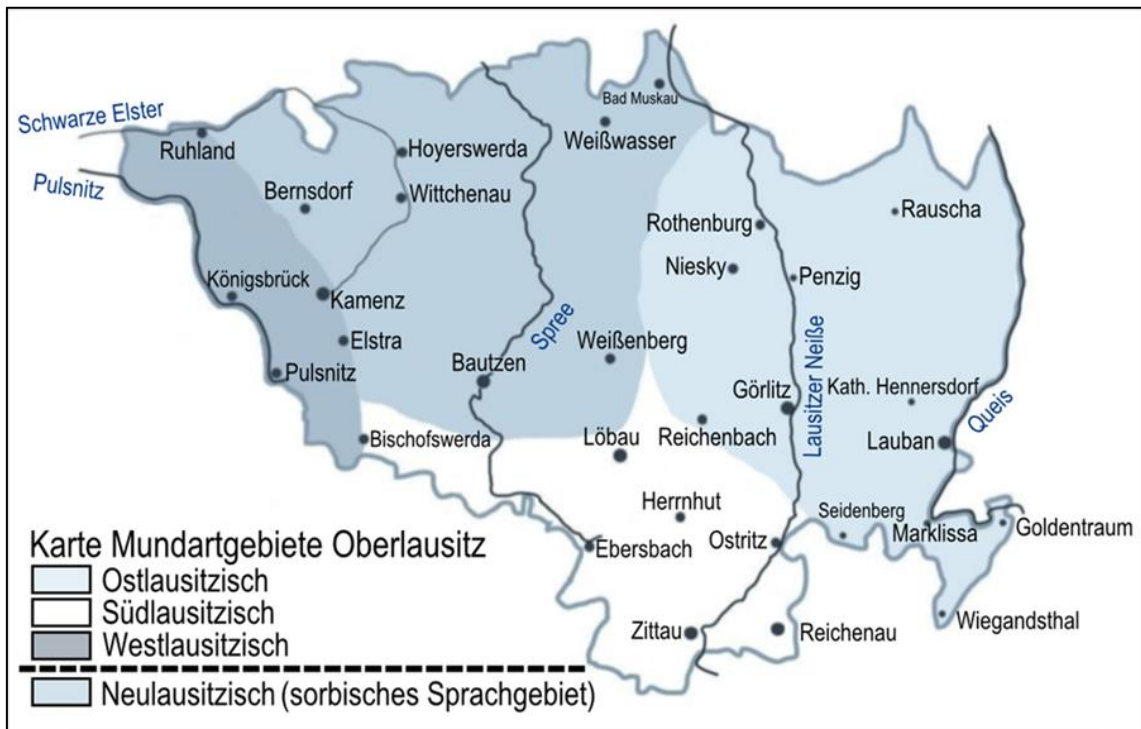 Bad Muskau
Schwarze Elster
Weißwasser
Ruhland
Hoyerswerda
Pulsnitz
Bernsdorf
Wittchenau
Rauscha
Rothenburg
Niesky
Penzig
Königsbrück
Kamenz
Spree
Elstra
Weißenberg
Lausitzer Neiße
Bautzen
Pulsnitz
Görlitz
Kath. Hennersdorf
Queis
Bischofswerda
Löbau
Reichenbach
Lauban
Herrnhut
Seidenberg
Marklissa
Goldentraum
Ebersbach
Ostritz
Wiegandsthal
Zittau
Reichenau
Karte Mundartgebiete Oberlausitz
Ostlausitzisch
Südlausitzisch
Westlausitzisch
Neulausitzisch (sorbisches Sprachgebiet)